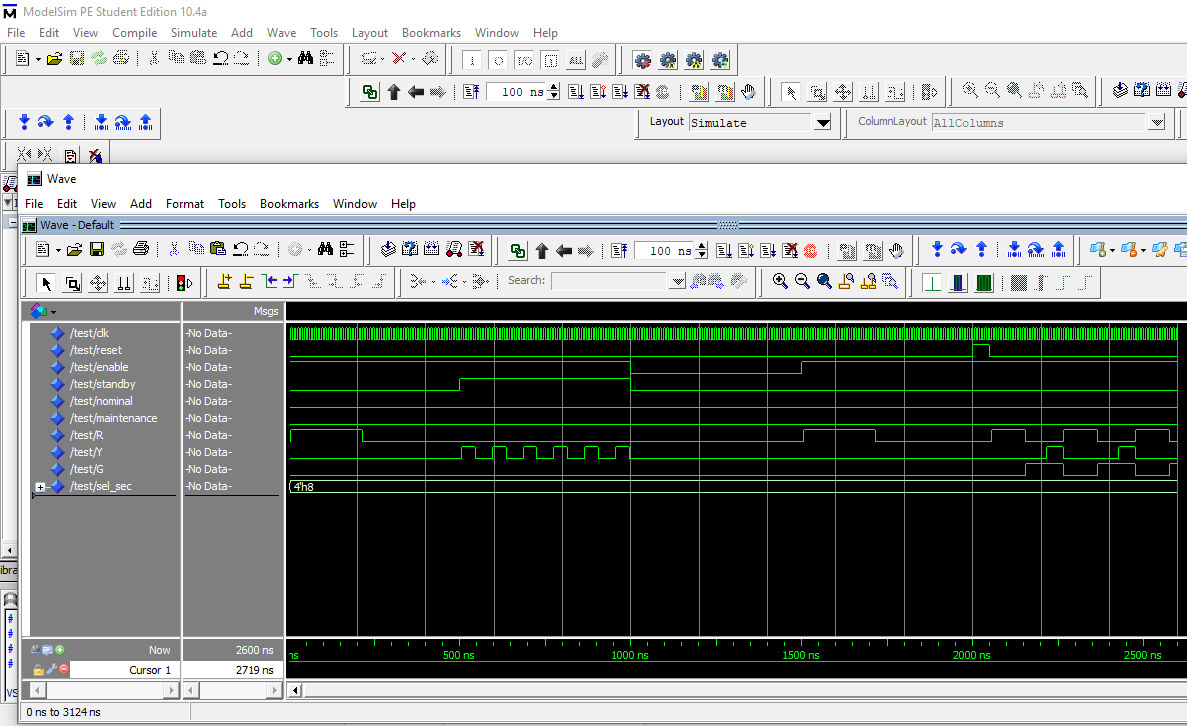 ModelSim PE Student Edition 10.4a
File Edit View Compile Simulate Add Wave Tools Layout Bookmarks Window Help
ALL
100 ns
Layout Simulate ColumnLayout AllColumns
Wave
File Edit View Add Format Tools Bookmarks Window Help
Wave - Default
100 ns
Search:
Msgs
/test/clk -No Data-
/test/reset -No Data-
/test/enable -No Data-
/test/standby -No Data-
/test/nominal -No Data-
/test/maintenance -No Data-
/test/R -No Data-
/test/Y -No Data-
/test/G -No Data-
/test/sel_sec -No Data- 4'h8
Now 2600 ns ns 500 ns 1000 ns 1500 ns 2000 ns 2500 ns
Cursor 1 2719 ns
0 ns to 3124 ns